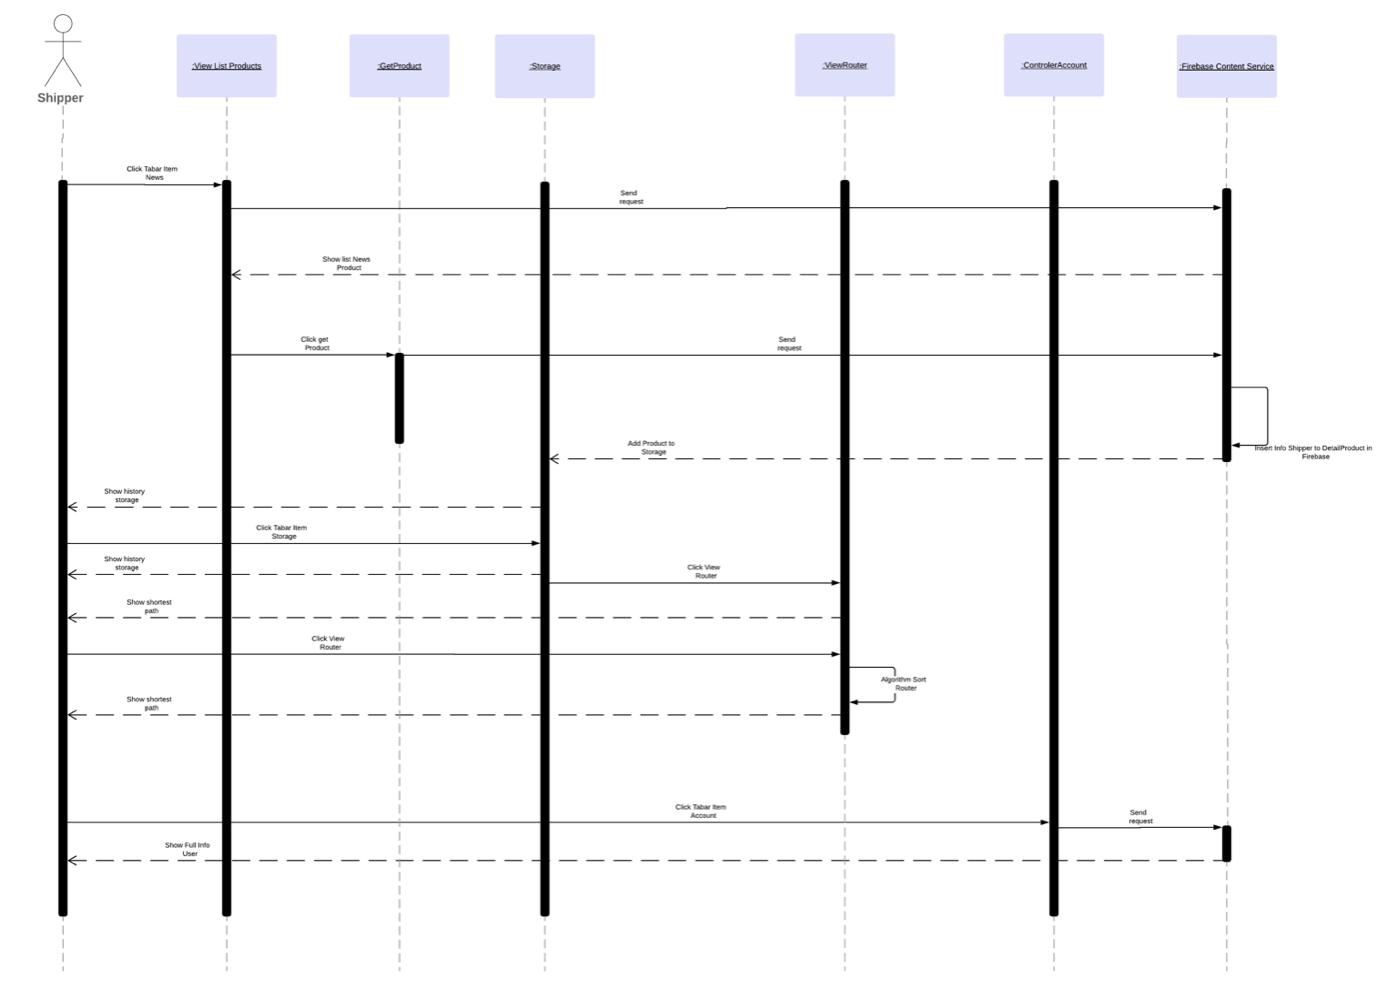 Shipper
:View List Products
:GetProduct
:Storage
:ViewRouter
:ControlerAccount
:Firebase Content Service
Click Tabar Item
News
Send
request
Show list News
Product
Click get
Product
Send
request
Insert Info Shipper to DetailProduct in
Firebase
Add Product to
Storage
Show history
storage
Click Tabar Item
Storage
Show history
storage
Click View
Router
Show shortest
path
Click View
Router
Algorithm Sort
Router
Show shortest
path
Click Tabar Item
Account
Send
request
Show Full Info
User